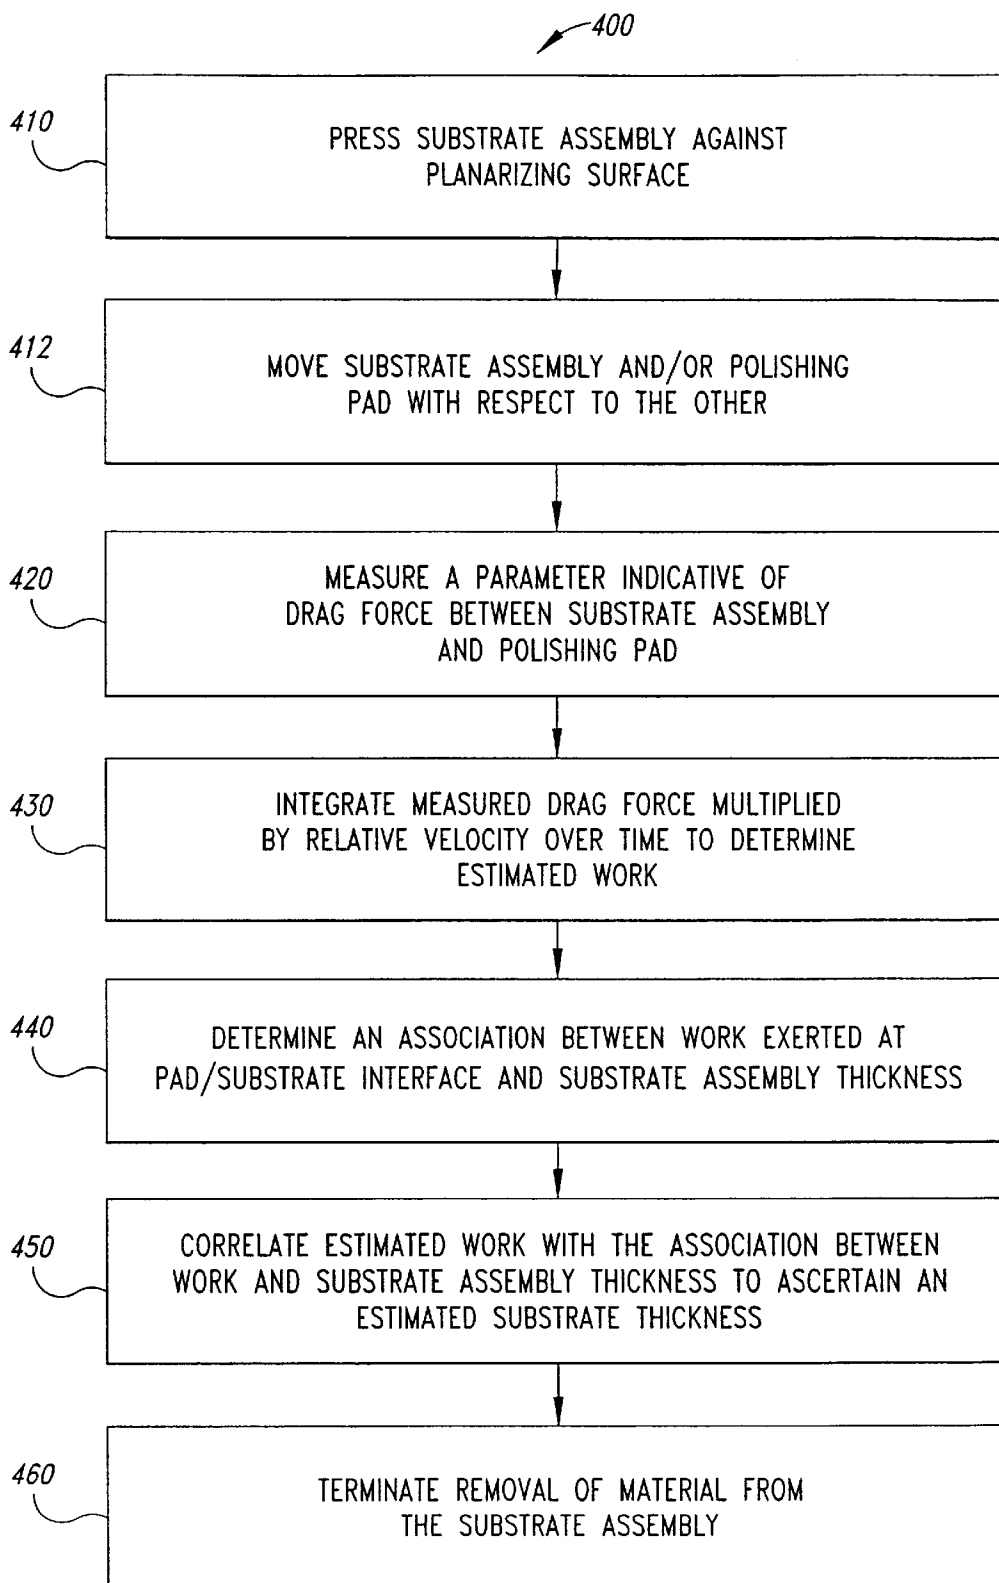 400
410
PRESS SUBSTRATE ASSEMBLY AGAINST
PLANARIZING SURFACE
412
MOVE SUBSTRATE ASSEMBLY AND/OR POLISHING
PAD WITH RESPECT TO THE OTHER
420
MEASURE A PARAMETER INDICATIVE OF
DRAG FORCE BETWEEN SUBSTRATE ASSEMBLY
AND POLISHING PAD
430
INTEGRATE MEASURED DRAG FORCE MULTIPLIED
BY RELATIVE VELOCITY OVER TIME TO DETERMINE
ESTIMATED WORK
440
DETERMINE AN ASSOCIATION BETWEEN WORK EXERTED AT
PAD/SUBSTRATE INTERFACE AND SUBSTRATE ASSEMBLY THICKNESS
450
CORRELATE ESTIMATED WORK WITH THE ASSOCIATION BETWEEN
WORK AND SUBSTRATE ASSEMBLY THICKNESS TO ASCERTAIN AN
ESTIMATED SUBSTRATE THICKNESS
460
TERMINATE REMOVAL OF MATERIAL FROM
THE SUBSTRATE ASSEMBLY